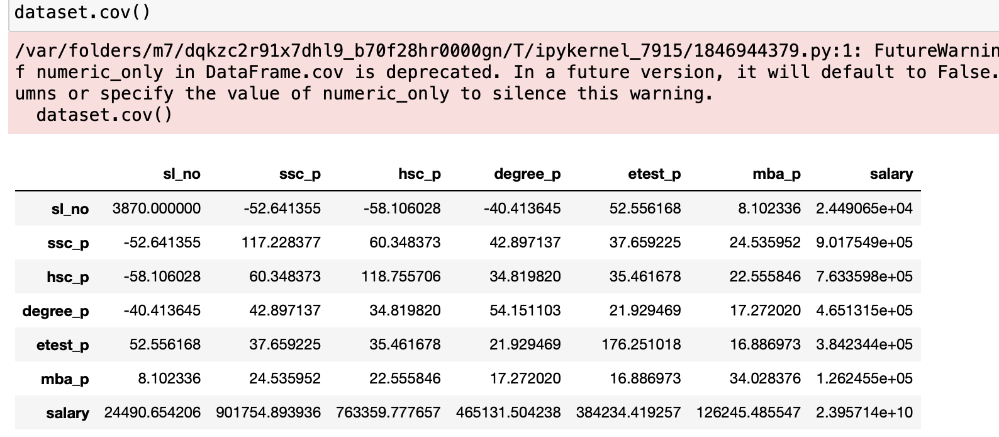 dataset.cov()
/var/folders/m7/dqkzc2r91x7dhl9_b70f28hr0000gn/T/ipykernel_7915/1846944379.py:1: FutureWarnin
f numeric_only in DataFrame.cov is deprecated. In a future version, it will default to False.
umns or specify the value of numeric_only to silence this warning.
dataset.cov()
sl_no ssc_p hsc_p degree_p etest_p mba_p salary
sl_no 3870.000000 -52.641355 -58.106028 -40.413645 52.556168 8.102336 2.449065e+04
ssc_p -52.641355 117.228377 60.348373 42.897137 37.659225 24.535952 9.017549e+05
hsc_p -58.106028 60.348373 118.755706 34.819820 35.461678 22.555846 7.633598e+05
degree_p -40.413645 42.897137 34.819820 54.151103 21.929469 17.272020 4.651315e+05
etest_p 52.556168 37.659225 35.461678 21.929469 176.251018 16.886973 3.842344e+05
mba_p 8.102336 24.535952 22.555846 17.272020 16.886973 34.028376 1.262455e+05
salary 24490.654206 901754.893936 763359.777657 465131.504238 384234.419257 126245.485547 2.395714e+10